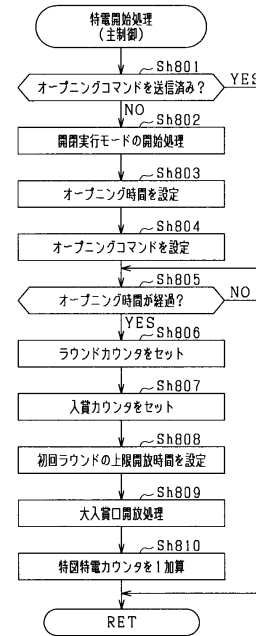 特電開始処理
(主制御)
Sh801
オープニングコマンドを送信済み?
YES
NO
Sh802
開閉実行モードの開始処理
Sh803
オープニング時間を設定
Sh804
オープニングコマンドを設定
Sh805
オープニング時間が経過?
NO
YES
Sh806
ラウンドカウンタをセット
Sh807
入賞カウンタをセット
Sh808
初回ラウンドの上限開放時間を設定
Sh809
大入賞口開放処理
Sh810
特図特電カウンタを1加算
RET